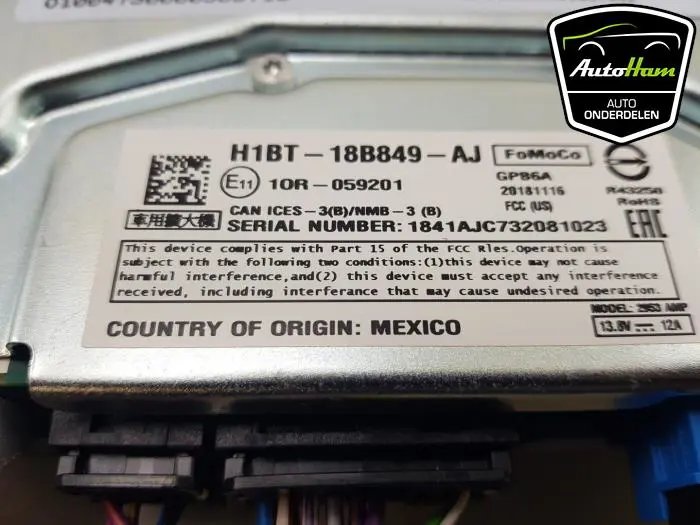 AutoHam
AUTO
ONDERDELEN
H1BT-18B849-AJ FoMoCo
E11 10R-059201
GP86A
20181116
FCC (US)
R43258
RoHS
CAN ICES-3(B)/NMB-3 (B)
車用擴大機 SERIAL NUMBER: 1841AJC732081023 EAC
This device complies with Part 15 of the FCC Rles.Operation is
subject with the following two conditions:(1)this device may not cause
harmful interference,and(2) this device must accept any interference
received, including interference that may cause undesired operation.
MODEL: AMP
COUNTRY OF ORIGIN: MEXICO
13.8V 12A